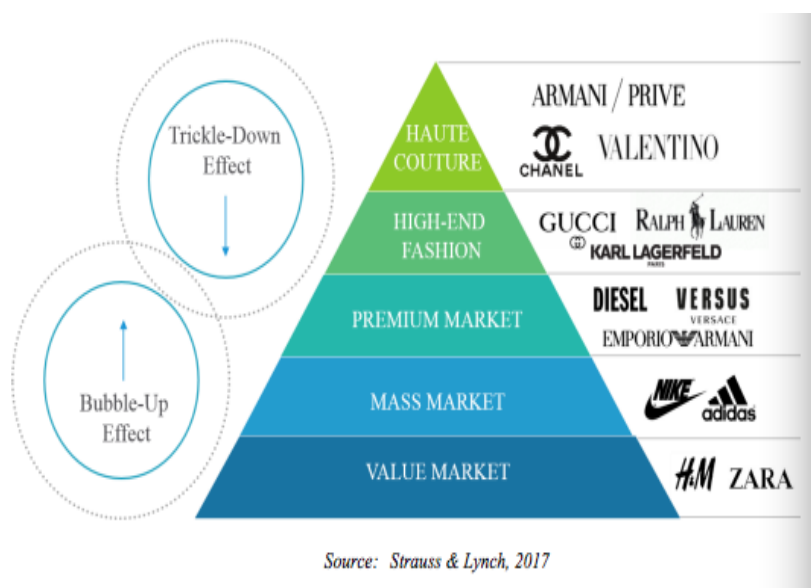 Trickle-Down
Effect
Bubble-Up
Effect
HAUTE
COUTURE
ARMANI / PRIVE
CHANEL
VALENTINO
HIGH-END
FASHION
GUCCI
RALPH LAUREN
KARL LAGERFELD
PARIS
PREMIUM MARKET
DIESEL
VERSUS
VERSACE
EMPORIO ARMANI
MASS MARKET
NIKE
adidas
VALUE MARKET
H&M
ZARA
Source: Strauss & Lynch, 2017